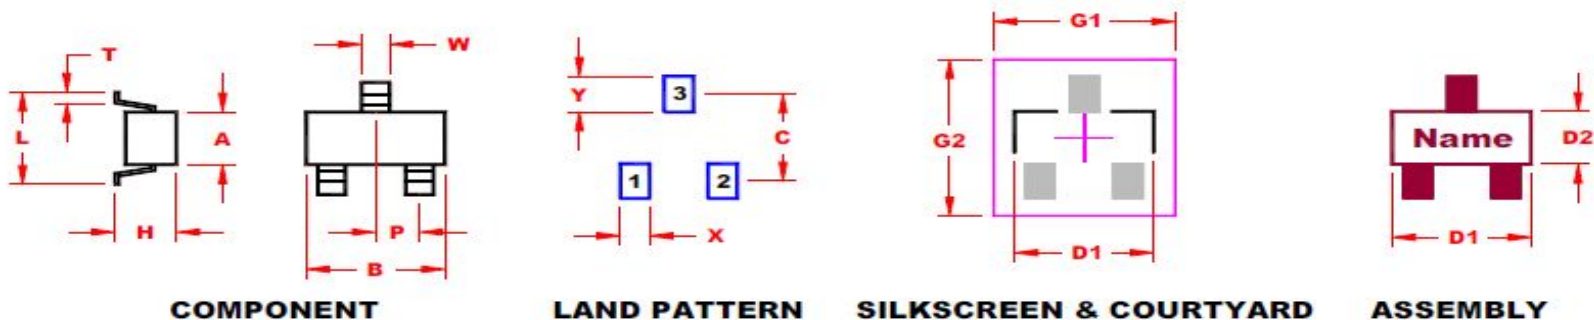 T
L
A
H
W
P
B
Y
3
C
1
2
X
G1
G2
D1
Name
D2
D1
COMPONENT
LAND PATTERN
SILKSCREEN & COURTYARD
ASSEMBLY